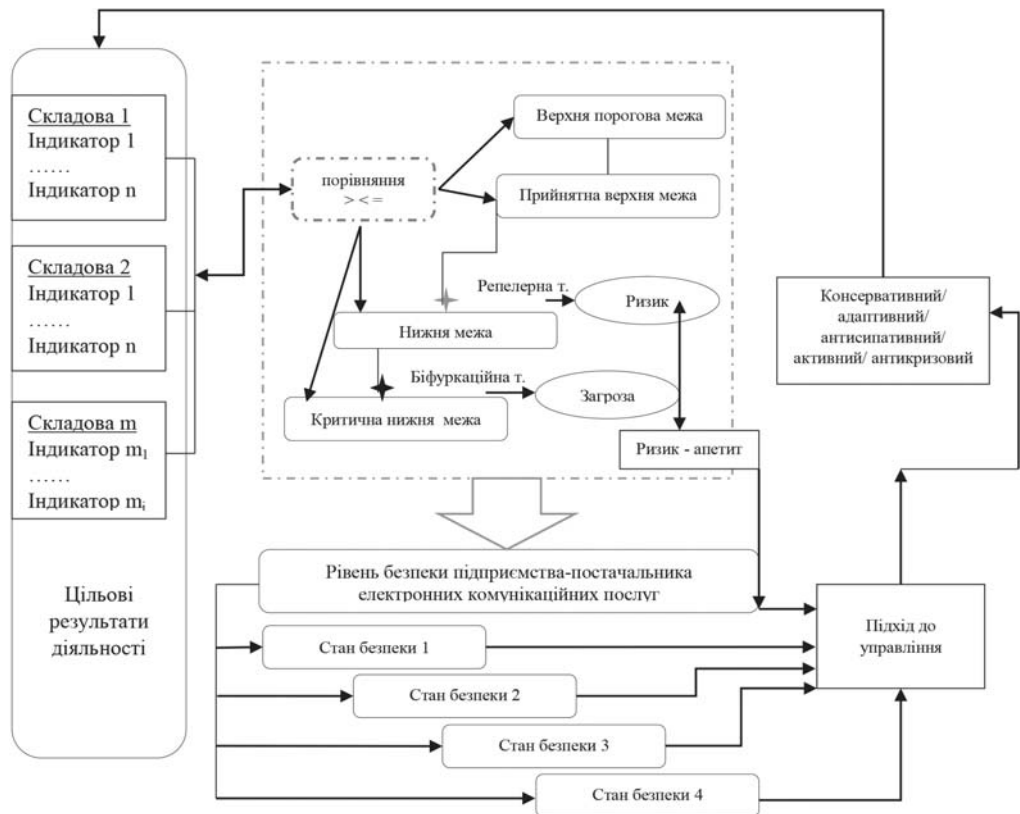 Складова 1
Індикатор 1
……
Індикатор n
Складова 2
Індикатор 1
……
Індикатор n
Складова m
Індикатор m₁
……
Індикатор mᵢ
Цільові
результати
діяльності
порівняння
> < =
Верхня порогова межа
Прийнятна верхня межа
Репелерна т.
Ризик
Нижня межа
Біфуркаційна т.
Загроза
Критична нижня межа
Ризик - апетит
Консервативний/
адаптивний/
антисипативний/
активний/ антикризовий
Рівень безпеки підприємства-постачальника
електронних комунікаційних послуг
Стан безпеки 1
Стан безпеки 2
Стан безпеки 3
Стан безпеки 4
Підхід до
управління